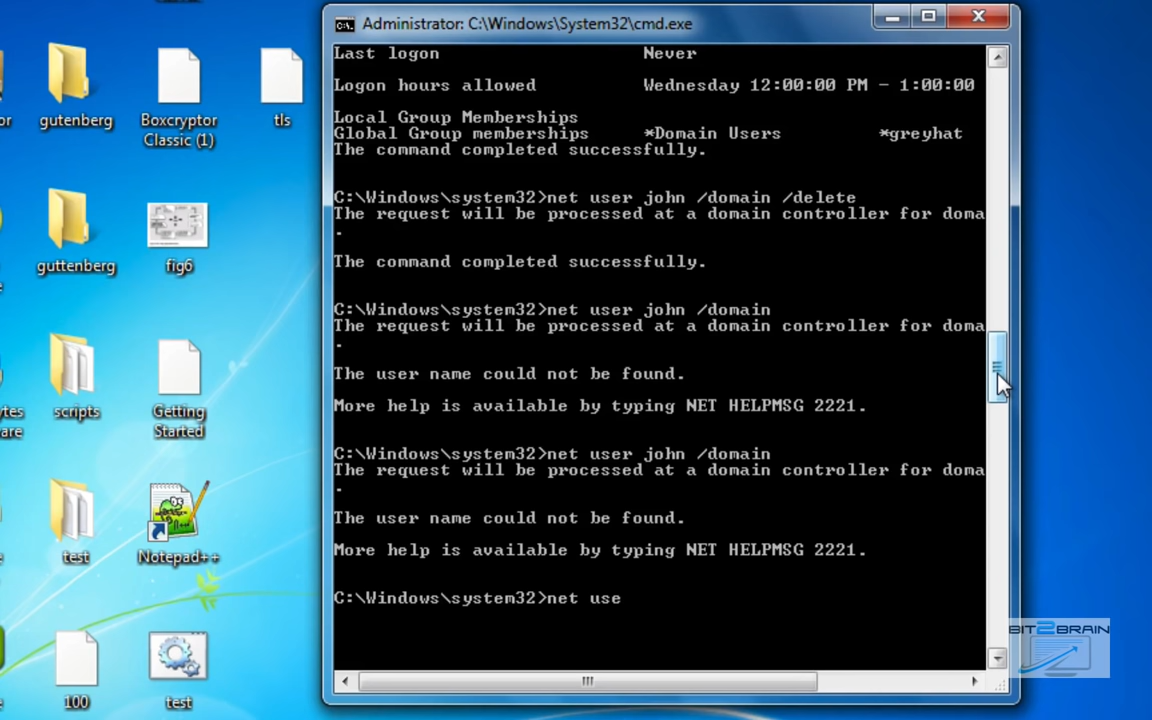 Administrator: C:\Windows\System32\cmd.exe
Last logon Never
Logon hours allowed Wednesday 12:00:00 PM - 1:00:00
Local Group Memberships
Global Group memberships *Domain Users *greyhat
The command completed successfully.
C:\Windows\system32>net user john /domain /delete
The request will be processed at a domain controller for doma
.
The command completed successfully.
C:\Windows\system32>net user john /domain
The request will be processed at a domain controller for doma
.
The user name could not be found.
More help is available by typing NET HELPMSG 2221.
C:\Windows\system32>net user john /domain
The request will be processed at a domain controller for doma
.
The user name could not be found.
More help is available by typing NET HELPMSG 2221.
C:\Windows\system32>net use
or
gutenberg
Boxcryptor
Classic (1)
tls
guttenberg
fig6
ytes
are
scripts
Getting
Started
test
Notepad++
100
test
BIT2BRAIN